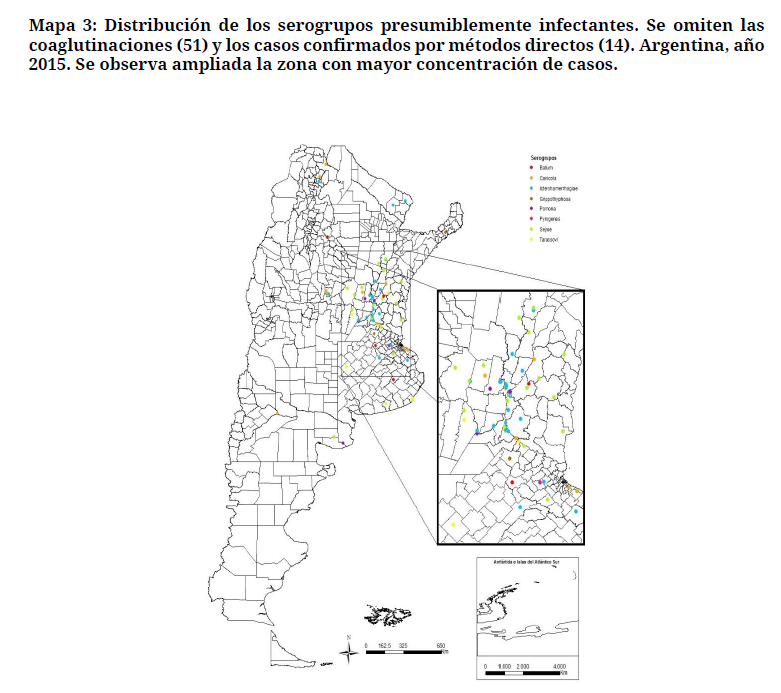 Mapa 3: Distribución de los serogrupos presumiblemente infectantes. Se omiten las
coaglutinaciones (51) y los casos confirmados por métodos directos (14). Argentina, año
2015. Se observa ampliada la zona con mayor concentración de casos.
Serogrupos
Ballum
Canicola
Icterohaemorrhagiae
Grippotyphosa
Pomona
Pyrogenes
Sejroe
Tarassovi
Antártida e Islas del Atlántico Sur
N
0 162.5 325 650
Km
0 1.000 2.000 4.000
Km